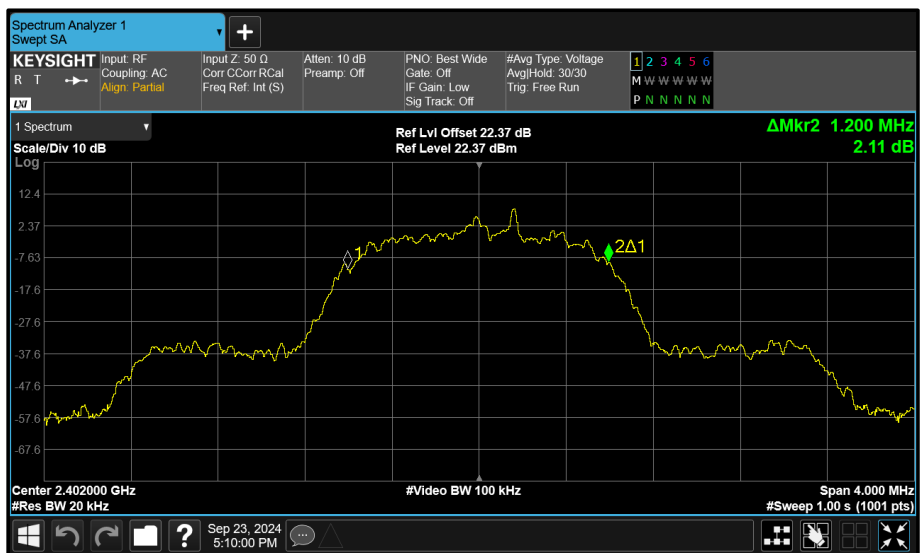 Spectrum Analyzer 1
Swept SA
KEYSIGHT
R T
LXI
Input: RF
Coupling: AC
Align: Partial
Input Z: 50 Ω
Corr CCorr RCal
Freq Ref: Int (S)
Atten: 10 dB
Preamp: Off
PNO: Best Wide
Gate: Off
IF Gain: Low
Sig Track: Off
#Avg Type: Voltage
Avg|Hold: 30/30
Trig: Free Run
1 2 3 4 5 6
M W W W W W
P N N N N N
1 Spectrum
Scale/Div 10 dB
Ref Lvl Offset 22.37 dB
Ref Level 22.37 dBm
ΔMkr2 1.200 MHz
2.11 dB
Log
12.4
2.37
-7.63
-17.6
-27.6
-37.6
-47.6
-57.6
-67.6
1
2Δ1
Center 2.402000 GHz
#Res BW 20 kHz
#Video BW 100 kHz
Span 4.000 MHz
#Sweep 1.00 s (1001 pts)
?
Sep 23, 2024
5:10:00 PM